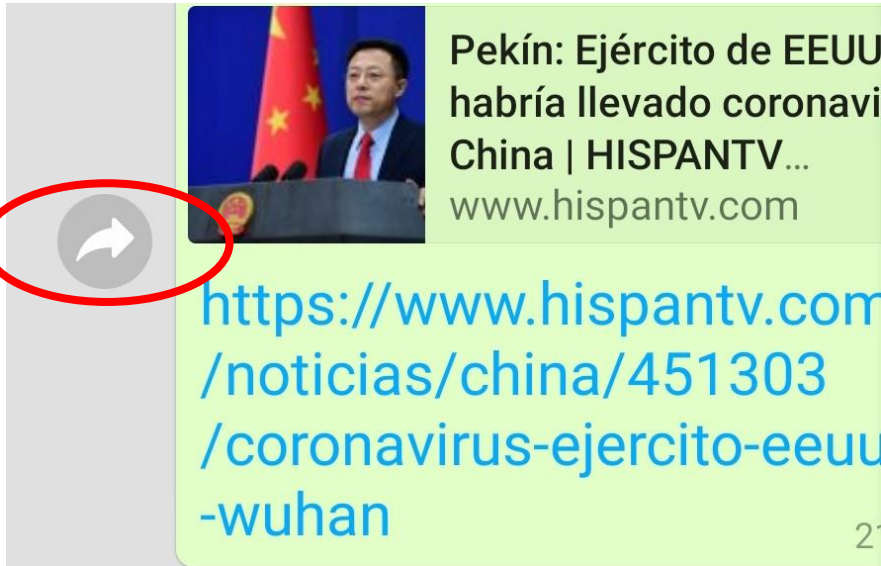 Pekín: Ejército de EEUU
habría llevado coronavi
China | HISPANTV...
www.hispantv.com
https://www.hispantv.com
/noticias/china/451303
/coronavirus-ejercito-eeuu
-wuhan
21